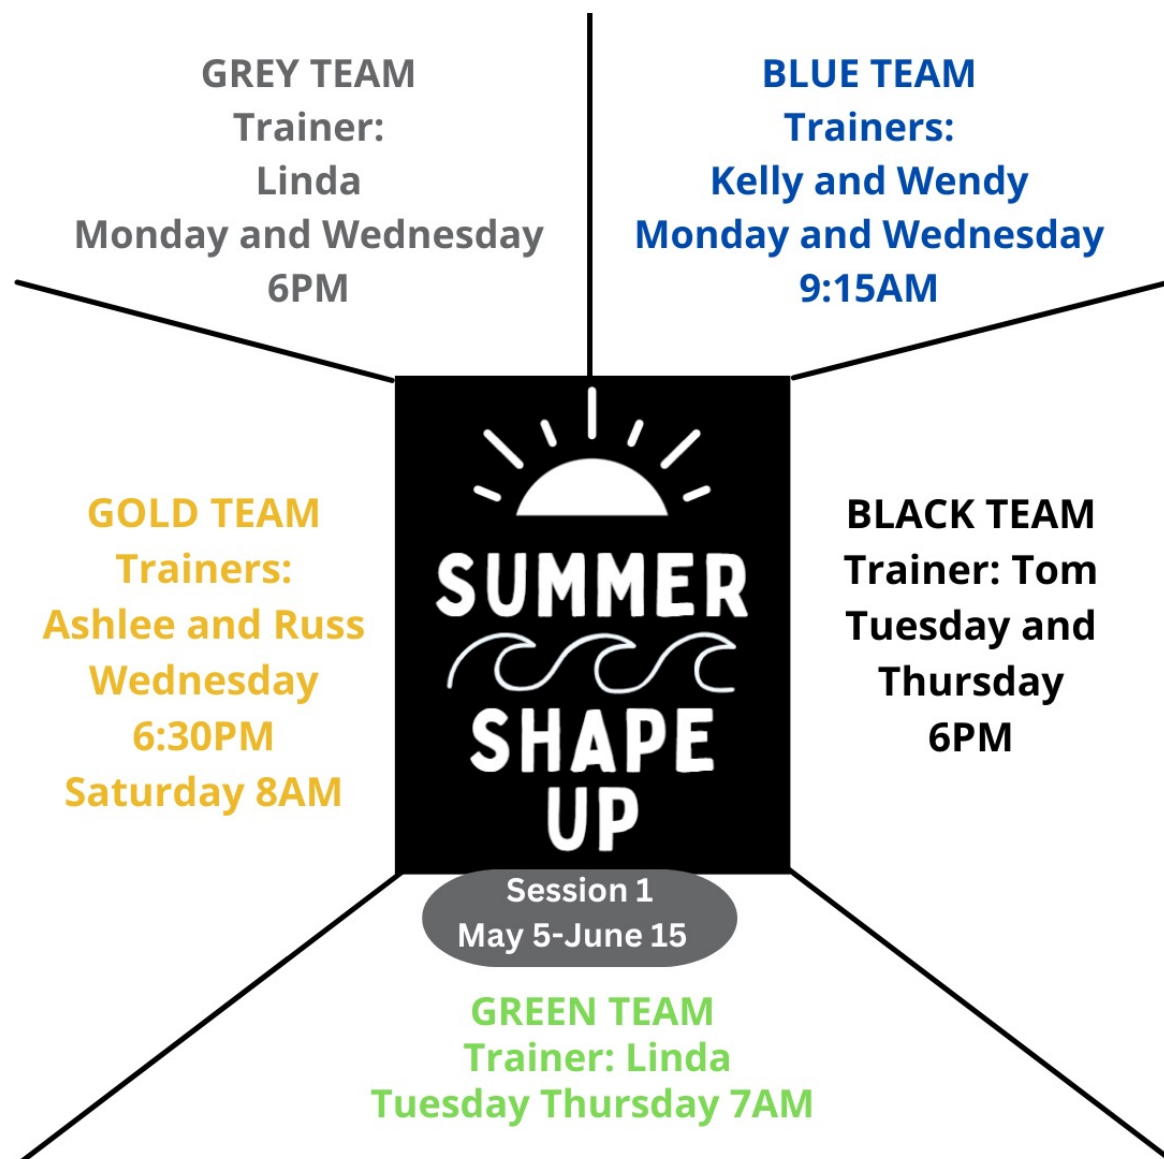 GREY TEAM
Trainer:
Linda
Monday and Wednesday
6PM
BLUE TEAM
Trainers:
Kelly and Wendy
Monday and Wednesday
9:15AM
GOLD TEAM
Trainers:
Ashlee and Russ
Wednesday
6:30PM
Saturday 8AM
SUMMER
SHAPE
UP
Session 1
May 5-June 15
BLACK TEAM
Trainer: Tom
Tuesday and
Thursday
6PM
GREEN TEAM
Trainer: Linda
Tuesday Thursday 7AM